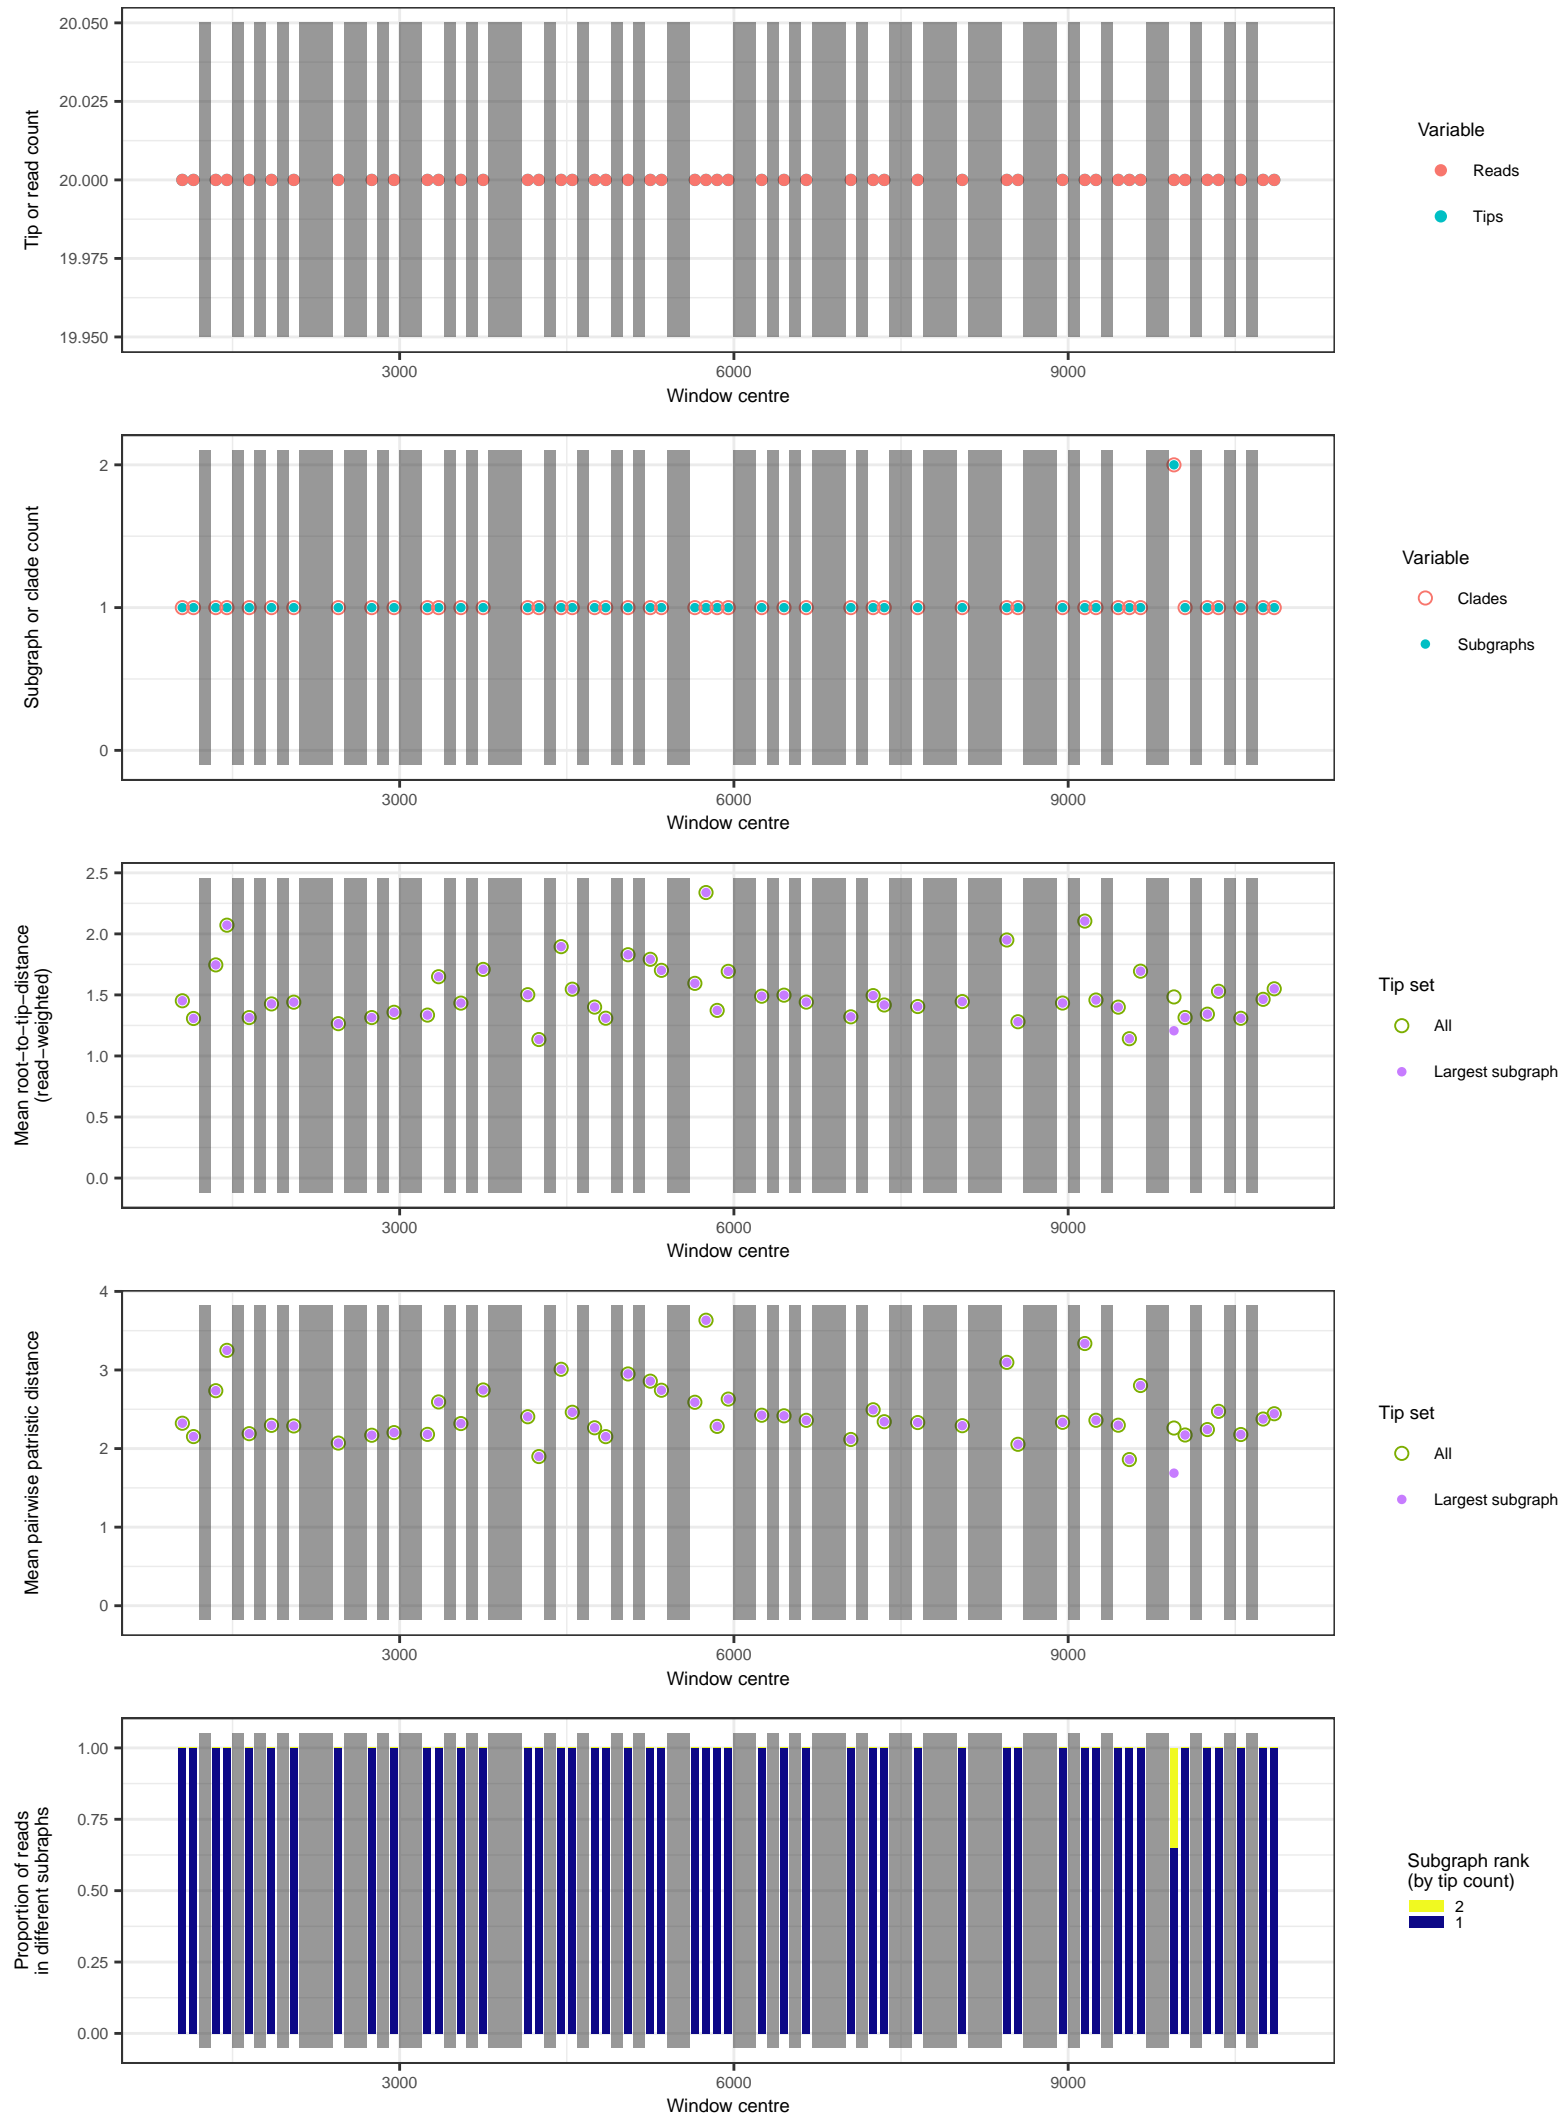 20.050
20.025
20.000
19.975
19.950
Tip or read count
3000
6000
9000
Window centre
Variable
Reads
Tips
2
1
0
Subgraph or clade count
3000
6000
9000
Window centre
Variable
Clades
Subgraphs
2.5
2.0
1.5
1.0
0.5
0.0
Mean root−to−tip−distance
(read−weighted)
3000
6000
9000
Window centre
Tip set
All
Largest subgraph
4
3
2
1
0
Mean pairwise patristic distance
3000
6000
9000
Window centre
Tip set
All
Largest subgraph
1.00
0.75
0.50
0.25
0.00
Proportion of reads
in different subraphs
3000
6000
9000
Window centre
Subgraph rank
(by tip count)
2
1